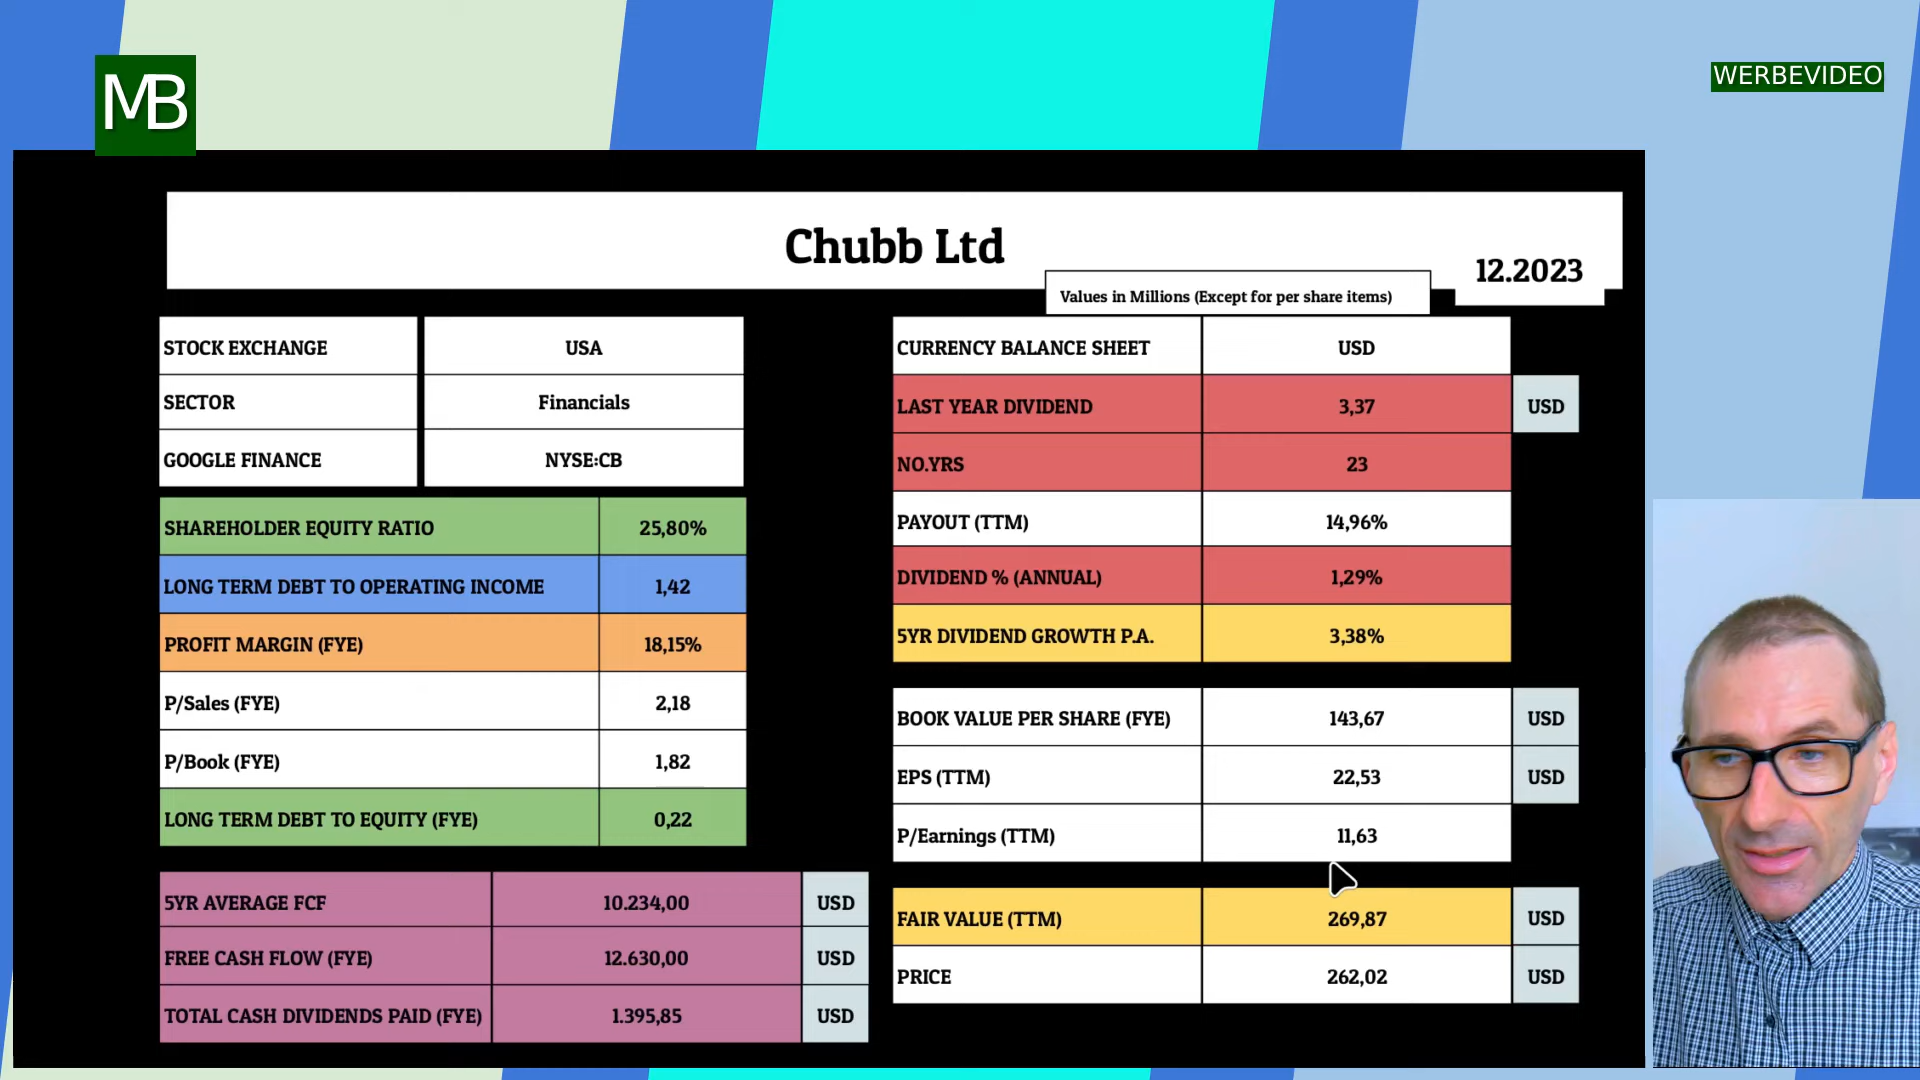 MB
WERBEVIDEO
Chubb Ltd
12.2023
Values in Millions (Except for per share items)
STOCK EXCHANGE USA
SECTOR Financials
GOOGLE FINANCE NYSE:CB
SHAREHOLDER EQUITY RATIO 25,80%
LONG TERM DEBT TO OPERATING INCOME 1,42
PROFIT MARGIN (FYE) 18,15%
P/Sales (FYE) 2,18
P/Book (FYE) 1,82
LONG TERM DEBT TO EQUITY (FYE) 0,22
5YR AVERAGE FCF 10.234,00 USD
FREE CASH FLOW (FYE) 12.630,00 USD
TOTAL CASH DIVIDENDS PAID (FYE) 1.395,85 USD
CURRENCY BALANCE SHEET USD
LAST YEAR DIVIDEND 3,37 USD
NO.YRS 23
PAYOUT (TTM) 14,96%
DIVIDEND % (ANNUAL) 1,29%
5YR DIVIDEND GROWTH P.A. 3,38%
BOOK VALUE PER SHARE (FYE) 143,67 USD
EPS (TTM) 22,53 USD
P/Earnings (TTM) 11,63
FAIR VALUE (TTM) 269,87 USD
PRICE 262,02 USD